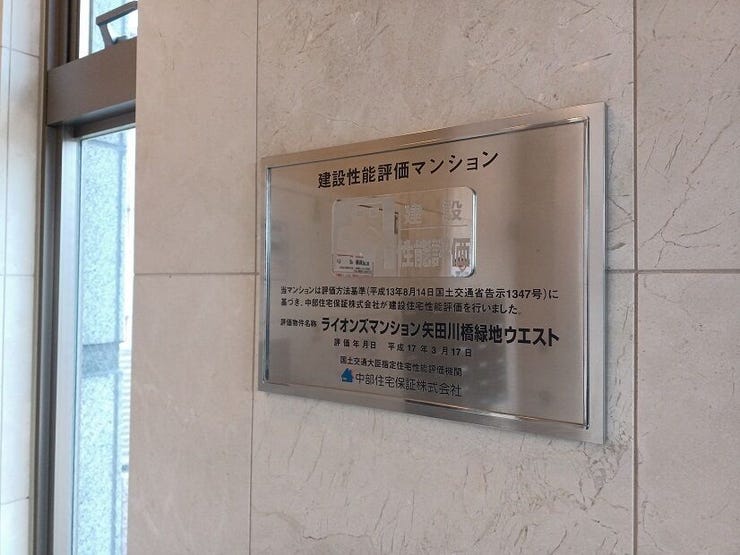 建設性能評価マンション
建設
性能評価
当マンションは評価方法基準（平成13年8月14日国土交通省告示1347号）に
基づき、中部住宅保証株式会社が建設住宅性能評価を行いました。
評価物件名称 ライオンズマンション矢田川橋緑地ウエスト
評価年月日 平成17年3月17日
国土交通大臣指定住宅性能評価機関
中部住宅保証株式会社